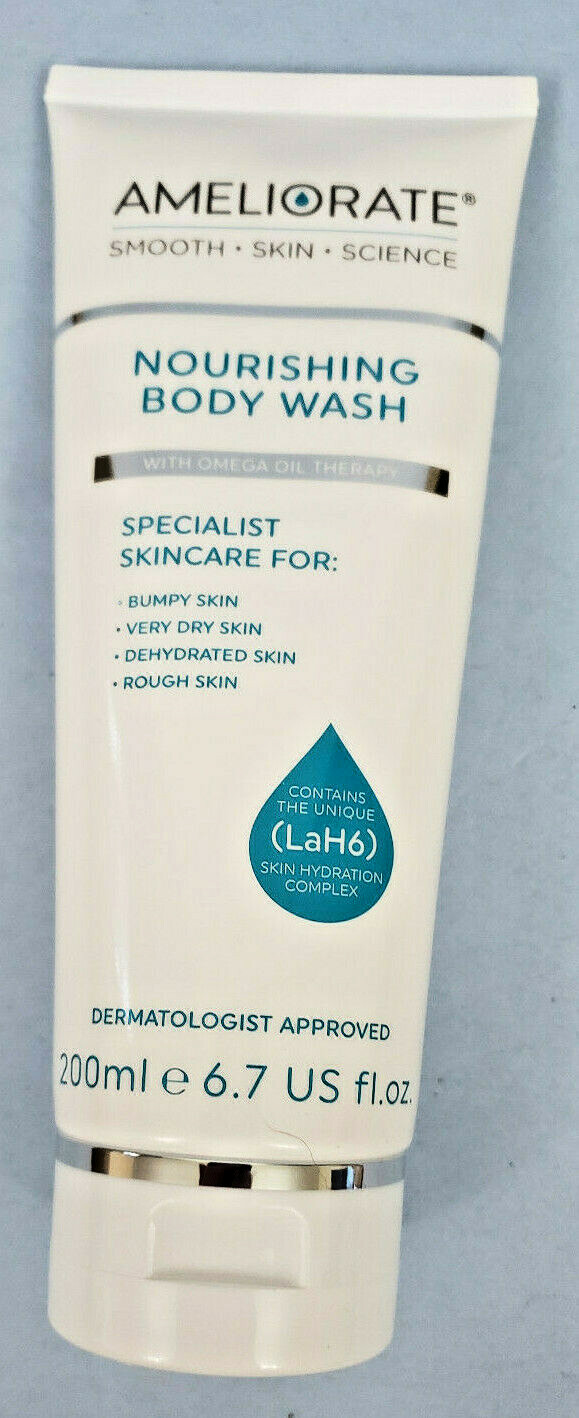 AMELIORATE®
SMOOTH • SKIN • SCIENCE
NOURISHING
BODY WASH
WITH OMEGA OIL THERAPY
SPECIALIST
SKINCARE FOR:
• BUMPY SKIN
• VERY DRY SKIN
• DEHYDRATED SKIN
• ROUGH SKIN
CONTAINS
THE UNIQUE
(LaH6)
SKIN HYDRATION
COMPLEX
DERMATOLOGIST APPROVED
200ml e 6.7 US fl.oz.